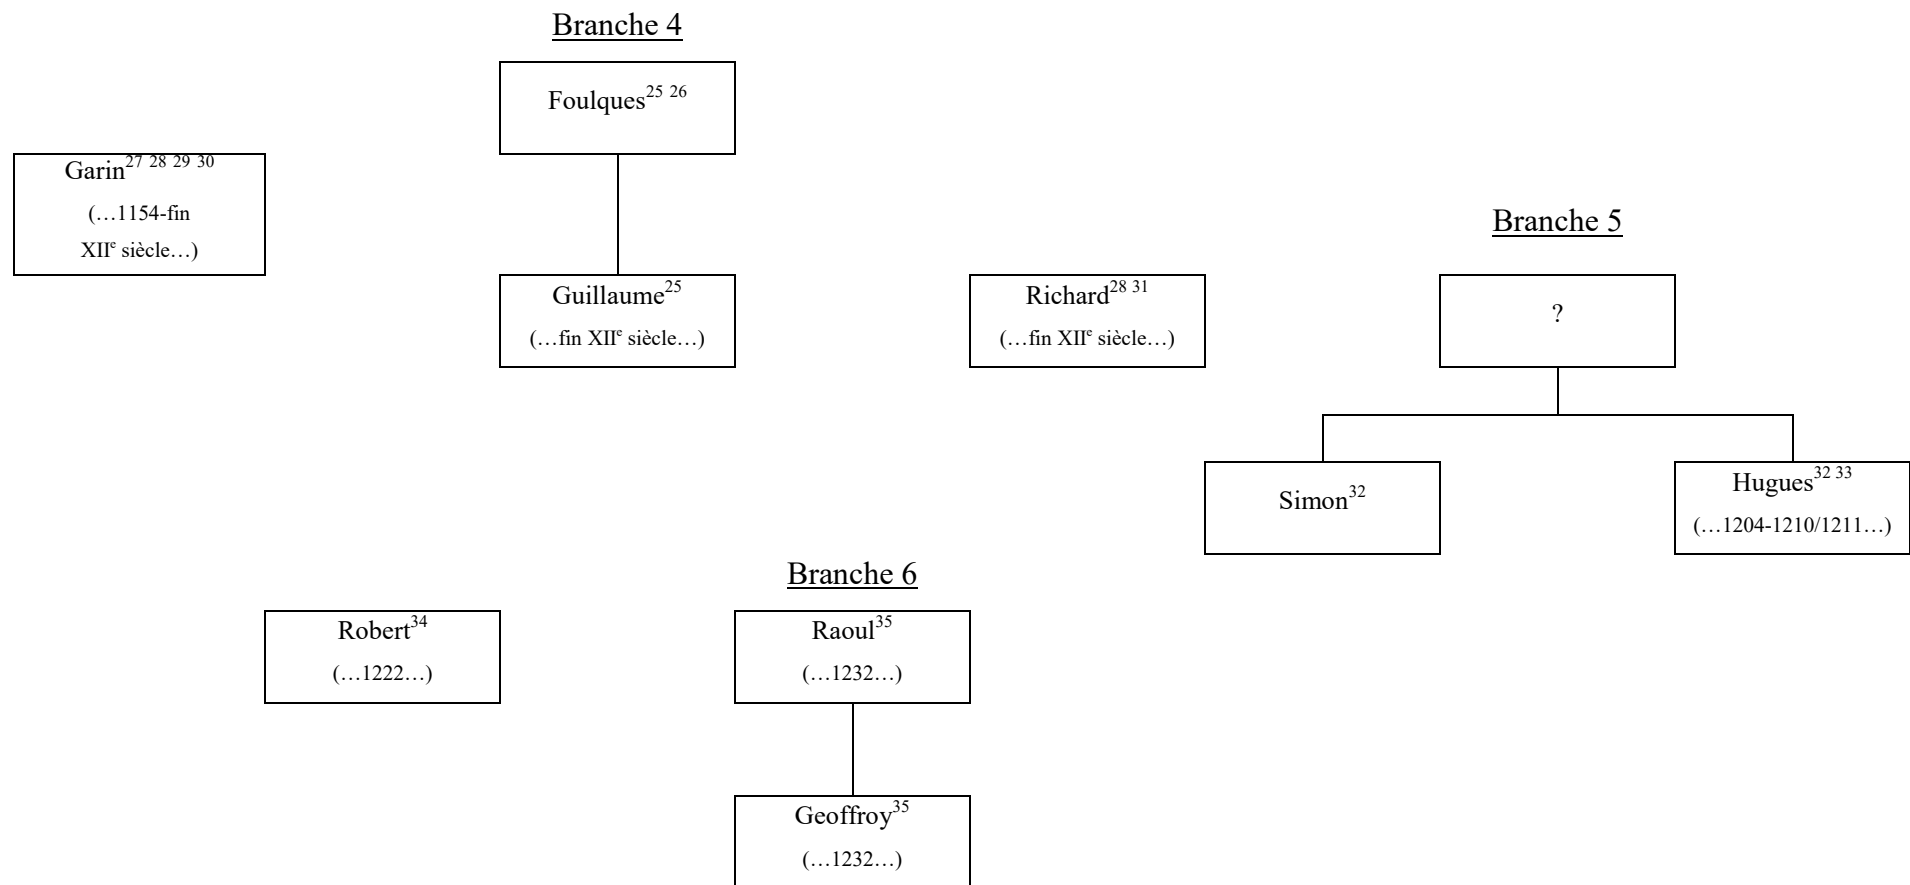 Branche 4
Foulques25 26
Garin27 28 29 30
(…1154-fin
XIIe siècle…)
Branche 5
Guillaume25
(…fin XIIe siècle…)
Richard28 31
(…fin XIIe siècle…)
?
Simon32
Hugues32 33
(…1204-1210/1211…)
Branche 6
Robert34
(…1222…)
Raoul35
(…1232…)
Geoffroy35
(…1232…)